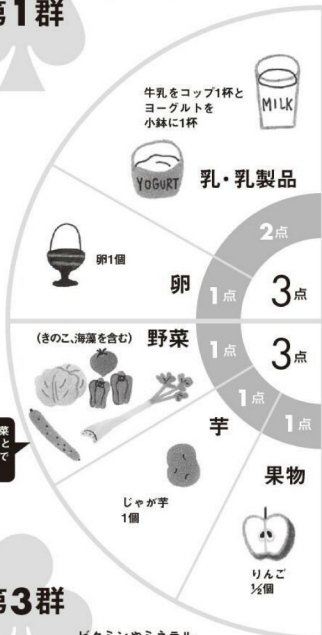 第1群
牛乳をコップ1杯と
ヨーグルトを
小鉢に1杯
MILK
YOGURT
乳・乳製品
2点
卵1個
卵
1点
3点
(きのこ、海藻を含む)
野菜
1点
3点
菜
と
で
芋
1点
1点
じゃが芋
1個
果物
りんご
½個
第3群